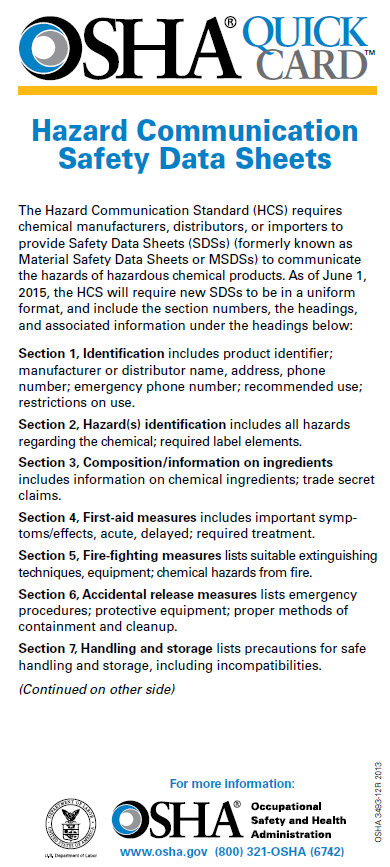 OSHA® QUICK
CARD™
Hazard Communication
Safety Data Sheets
The Hazard Communication Standard (HCS) requires
chemical manufacturers, distributors, or importers to
provide Safety Data Sheets (SDSs) (formerly known as
Material Safety Data Sheets or MSDSs) to communicate
the hazards of hazardous chemical products. As of June 1,
2015, the HCS will require new SDSs to be in a uniform
format, and include the section numbers, the headings,
and associated information under the headings below:
Section 1, Identification includes product identifier;
manufacturer or distributor name, address, phone
number; emergency phone number; recommended use;
restrictions on use.
Section 2, Hazard(s) identification includes all hazards
regarding the chemical; required label elements.
Section 3, Composition/information on ingredients
includes information on chemical ingredients; trade secret
claims.
Section 4, First-aid measures includes important symp-
toms/effects, acute, delayed; required treatment.
Section 5, Fire-fighting measures lists suitable extinguishing
techniques, equipment; chemical hazards from fire.
Section 6, Accidental release measures lists emergency
procedures; protective equipment; proper methods of
containment and cleanup.
Section 7, Handling and storage lists precautions for safe
handling and storage, including incompatibilities.
(Continued on other side)
For more information:
OSHA® Occupational
Safety and Health
Administration
U.S. Department of Labor
www.osha.gov (800) 321-OSHA (6742)
OSHA 3493-12R 2013